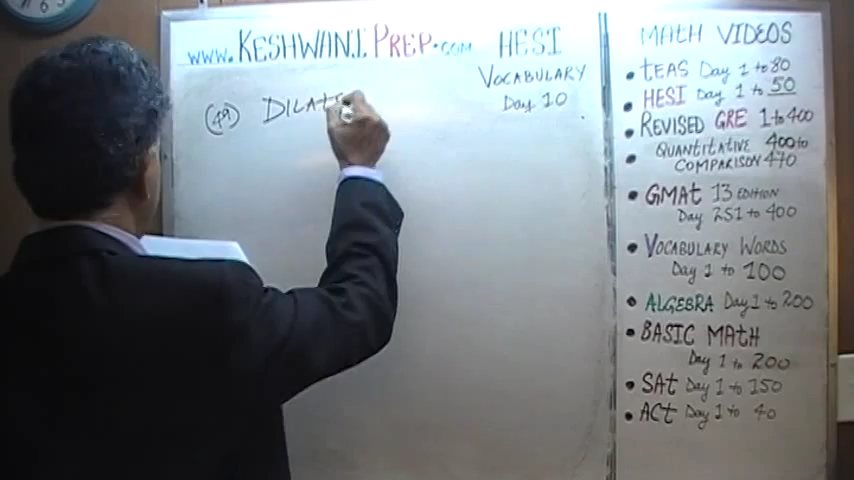 www.KESHWANIPREP.com
HESI
VOCABULARY
Day 10
(49) DILAT
MATH VIDEOS
• TEAS Day 1 to 80
• HESI Day 1 to 50
• REVISED GRE 1 to 400
• QUANTITATIVE 400 to
COMPARISON 470
• GMAT 13 EDITION
Day 251 to 400
• VOCABULARY WORDS
Day 1 to 100
• ALGEBRA Day 1 to 200
• BASIC MATH
Day 1 to 200
• SAT Day 1 to 150
• ACT Day 1 to 40